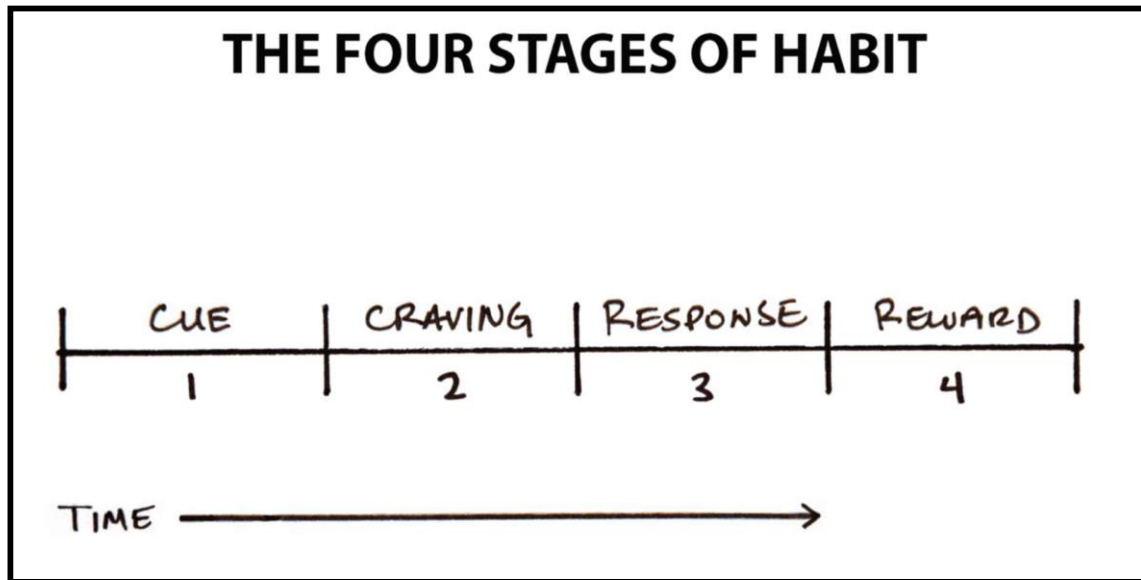 THE FOUR STAGES OF HABIT
CUE CRAVING RESPONSE REWARD
1 2 3 4
TIME